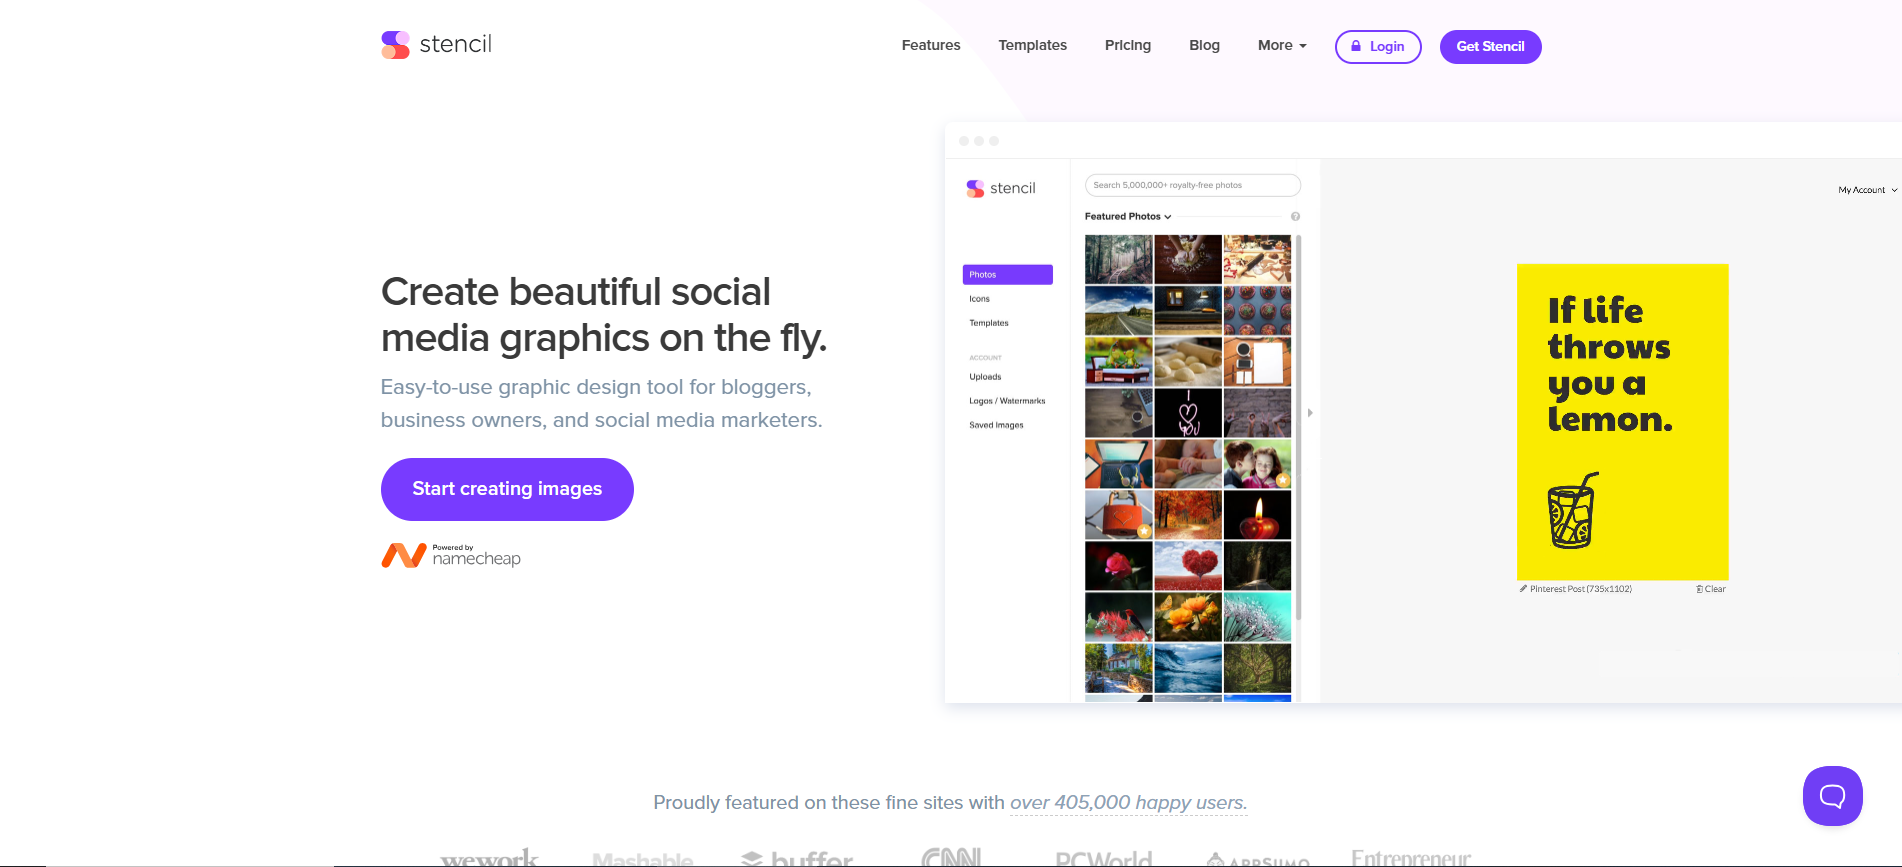 stencil
Features
Templates
Pricing
Blog
More
Login
Get Stencil
Create beautiful social
media graphics on the fly.
Easy-to-use graphic design tool for bloggers,
business owners, and social media marketers.
Start creating images
Powered by
namecheap
stencil
Photos
Icons
Templates
ACCOUNT
Uploads
Logos / Watermarks
Saved Images
Search 5,000,000+ royalty-free photos
Featured Photos
?
My Account
If life
throws
you a
lemon.
Pinterest Post (735x1102)
Clear
Proudly featured on these fine sites with over 405,000 happy users.
wework
Mashable
buffer
CNN
PCWorld
APPSUMO
Entrepreneur